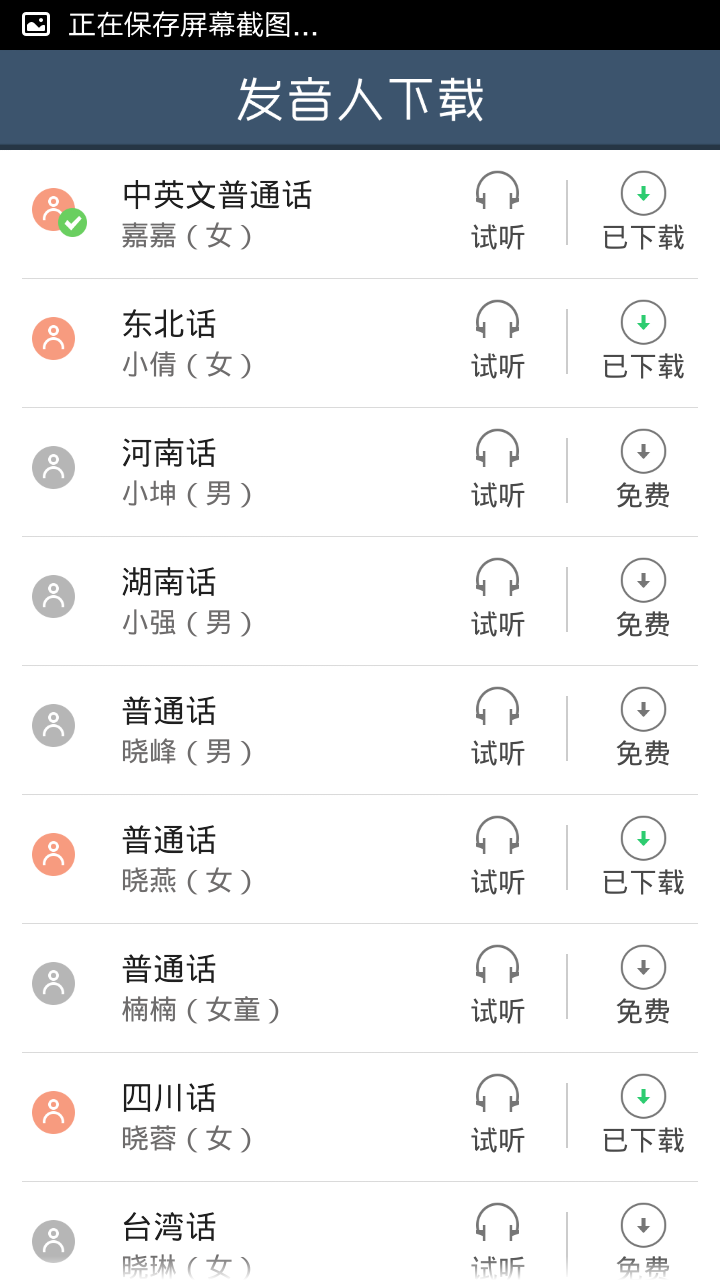 正在保存屏幕截图...
发音人下载
中英文普通话
嘉嘉（女）
试听
已下载
东北话
小倩（女）
试听
已下载
河南话
小坤（男）
试听
免费
湖南话
小强（男）
试听
免费
普通话
晓峰（男）
试听
免费
普通话
晓燕（女）
试听
已下载
普通话
楠楠（女童）
试听
免费
四川话
晓蓉（女）
试听
已下载
台湾话
晓琳（女）
试听
免费